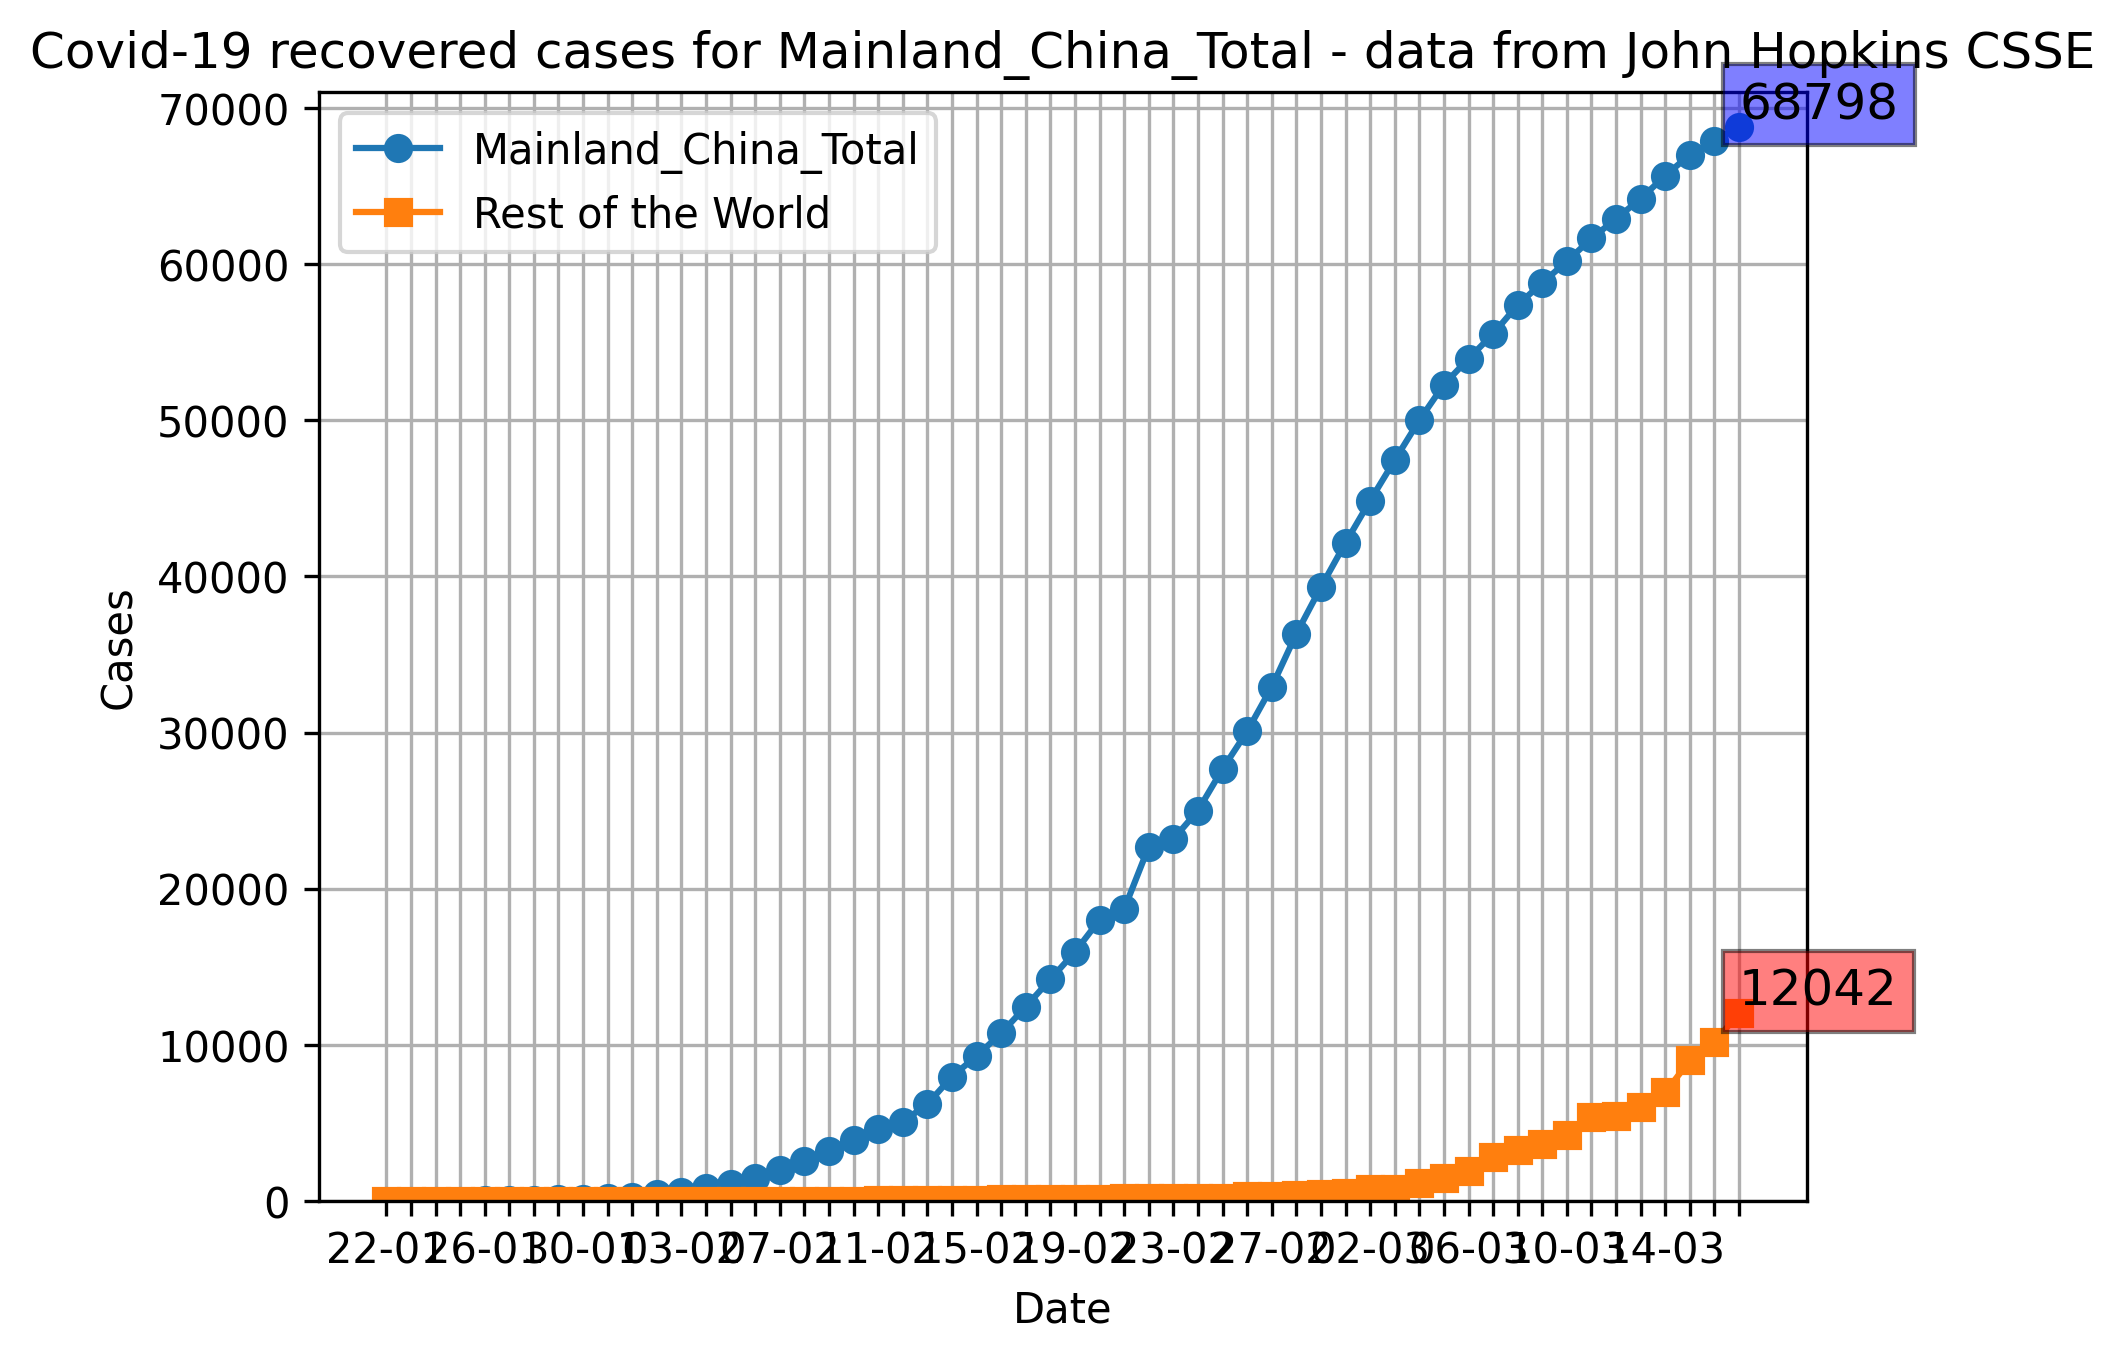 Covid-19 recovered cases for Mainland_China_Total - data from John Hopkins CSSE
68798
70000
Mainland_China_Total
Rest of the World
60000
50000
40000
Cases
30000
20000
12042
10000
0
22-01 26-01 30-01 03-02 07-02 11-02 15-02 19-02 23-02 27-02 02-03 06-03 10-03 14-03
Date